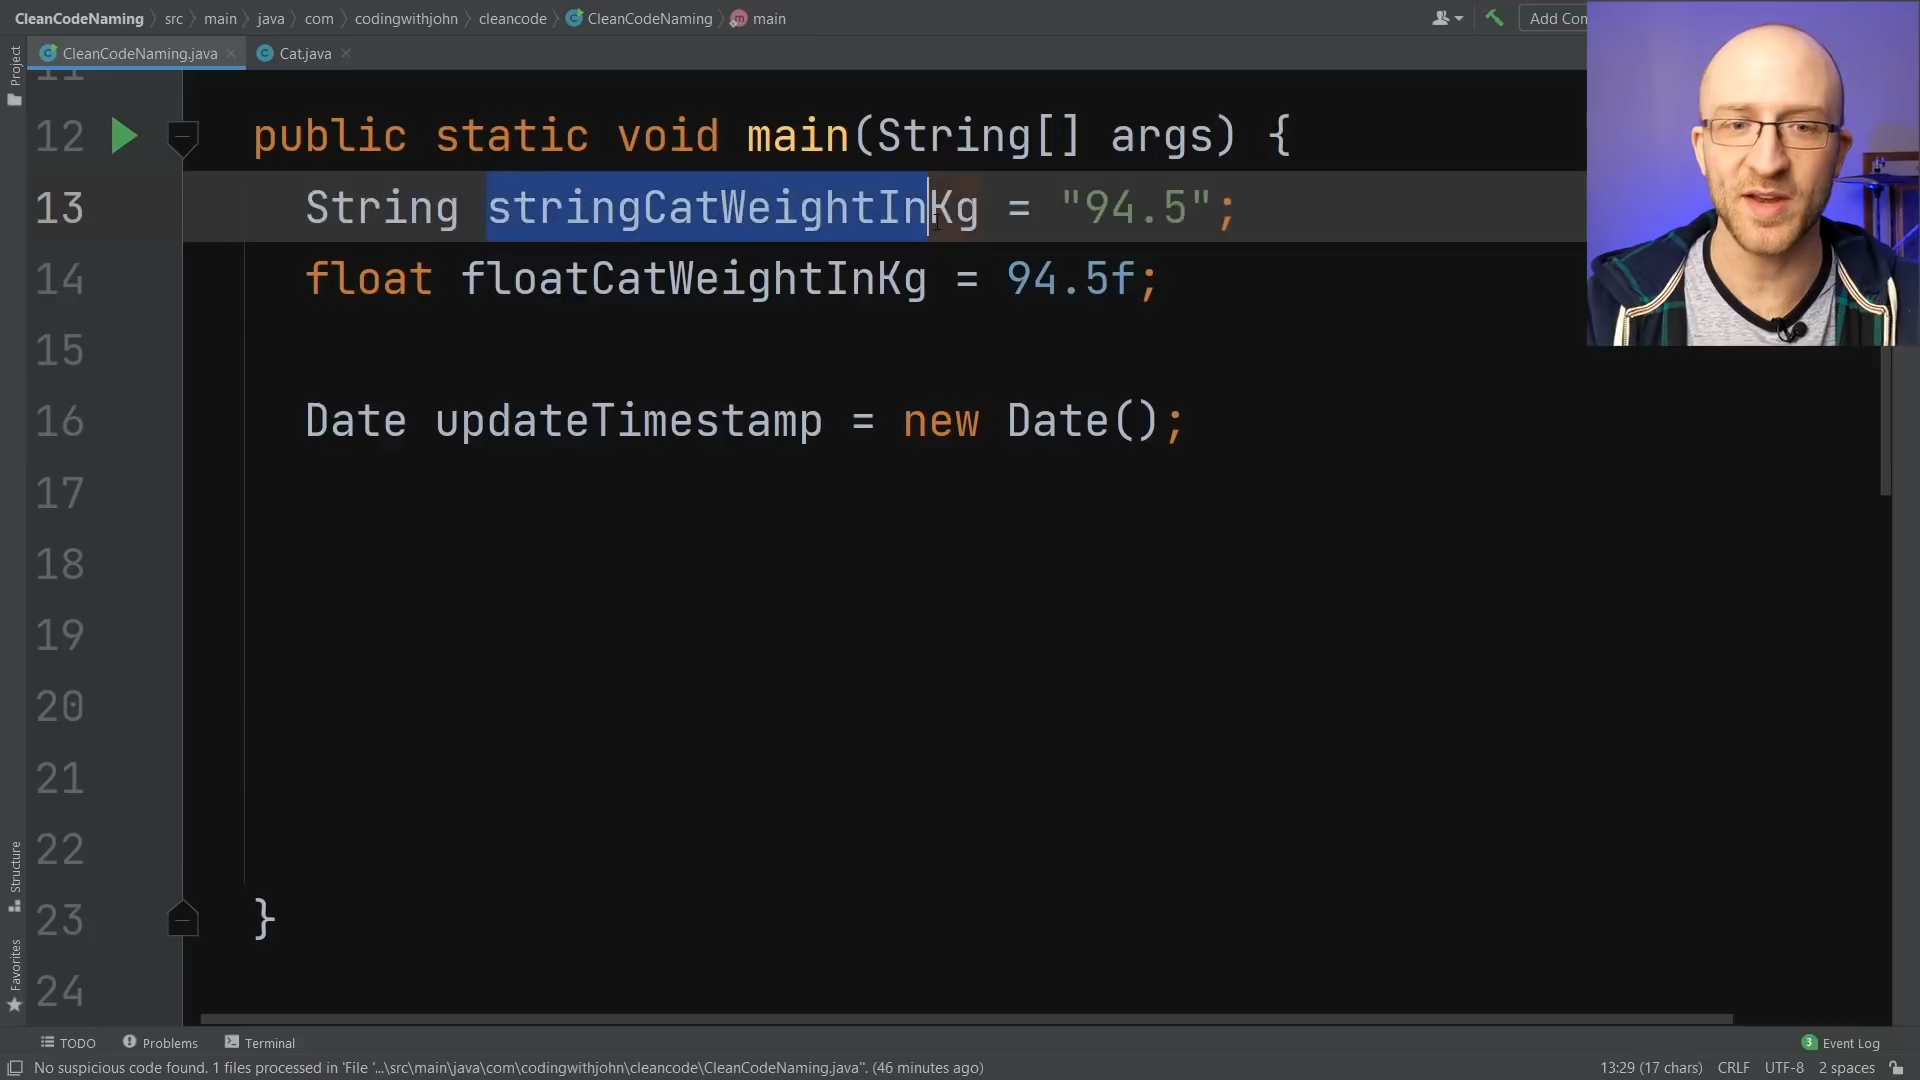 CleanCodeNaming src main java com codingwithjohn cleancode CleanCodeNaming main
Add Con
CleanCodeNaming.java Cat.java
Project
11
12 public static void main(String[] args) {
13 String stringCatWeightInKg = "94.5";
14 float floatCatWeightInKg = 94.5f;
15
16 Date updateTimestamp = new Date();
17
18
19
20
21
22
23 }
24
Structure
Favorites
TODO Problems Terminal
3 Event Log
No suspicious code found. 1 files processed in 'File '...\src\main\java\com\codingwithjohn\cleancode\CleanCodeNaming.java''. (46 minutes ago)
13:29 (17 chars) CRLF UTF-8 2 spaces